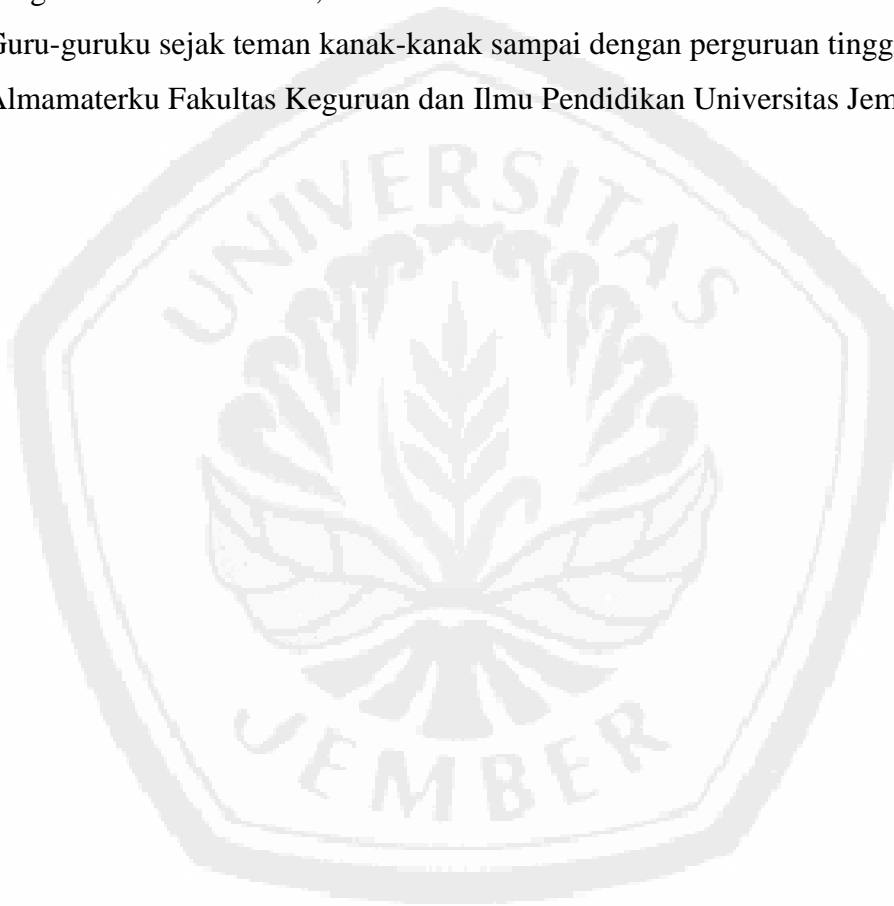 Guru-guruku sejak teman kanak-kanak sampai dengan perguruan tingg
Almamaterku Fakultas Keguruan dan Ilmu Pendidikan Universitas Jem
UNIVERSITAS
JEMBER